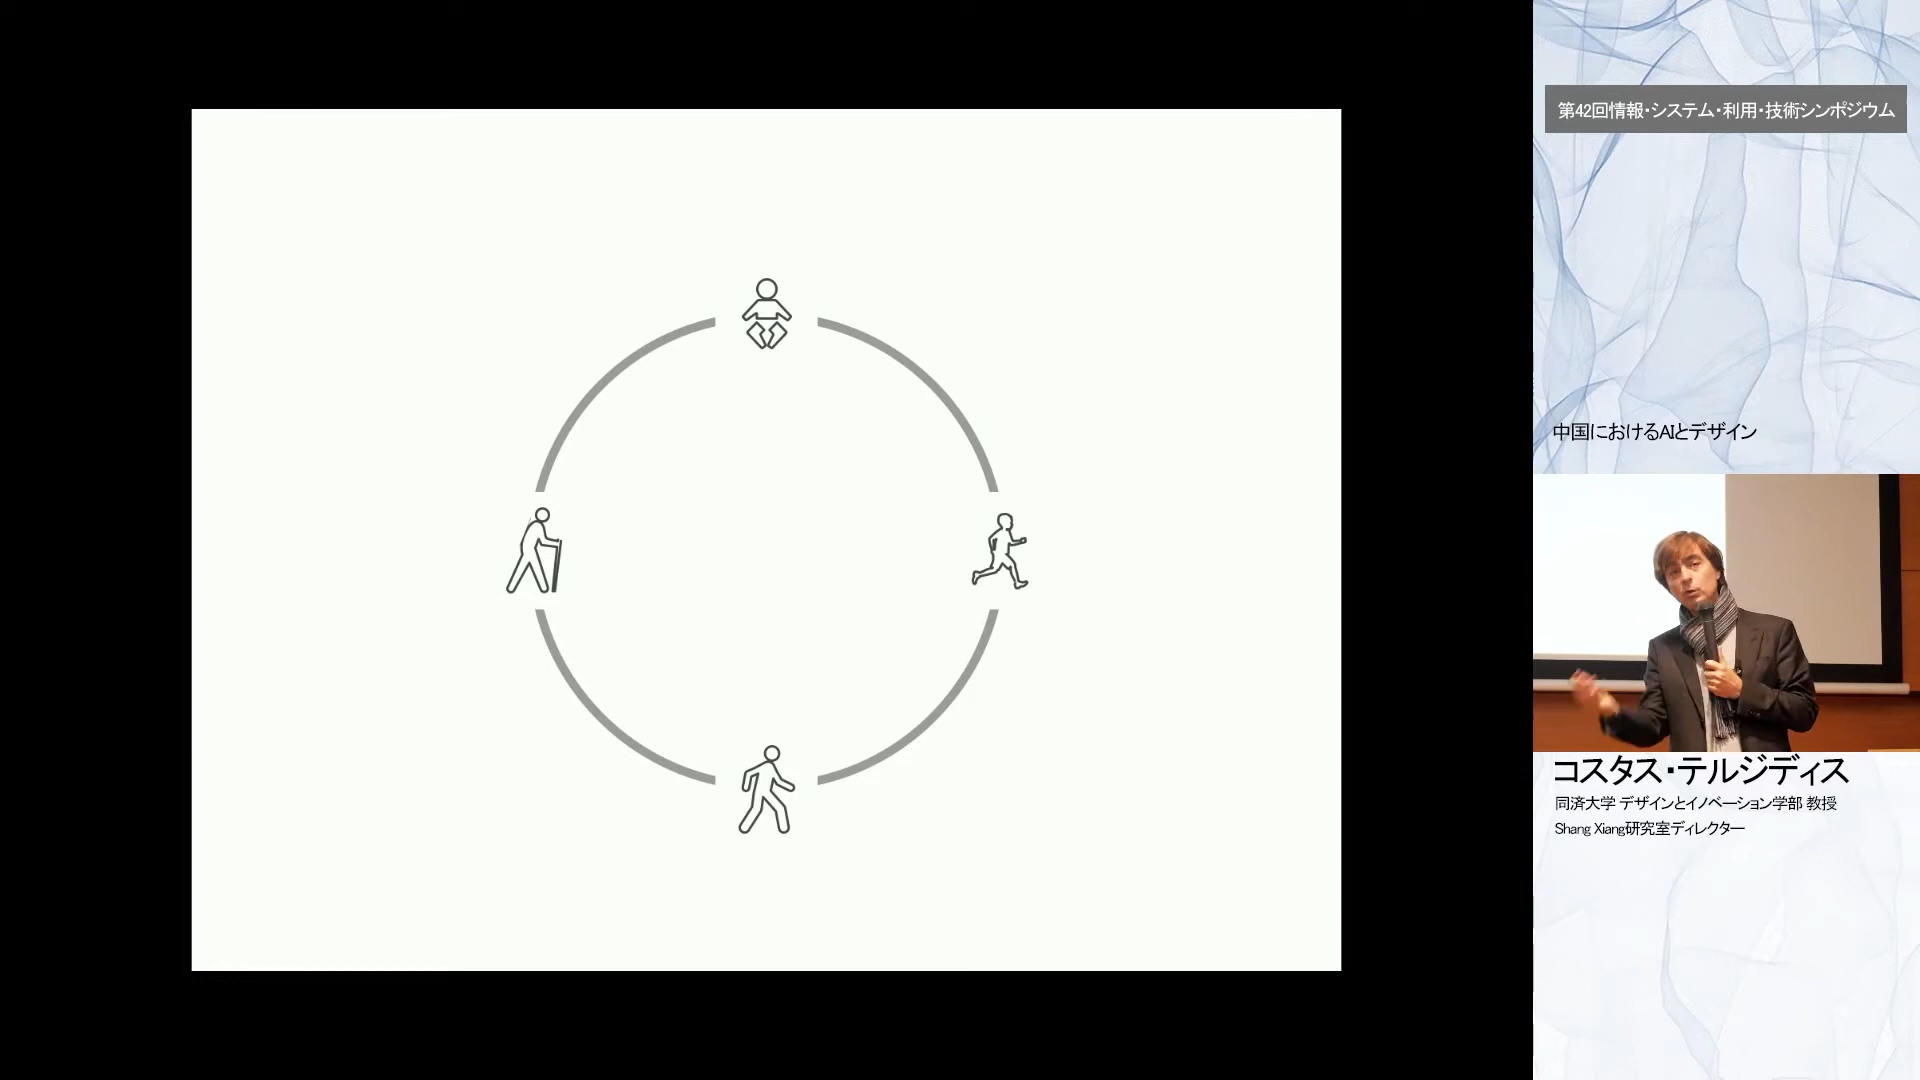 第42回情報・システム・利用・技術シンポジウム
中国におけるAIとデザイン
コスタス・テルジディス
同済大学 デザインとイノベーション学部 教授
Shang Xiang研究室ディレクター